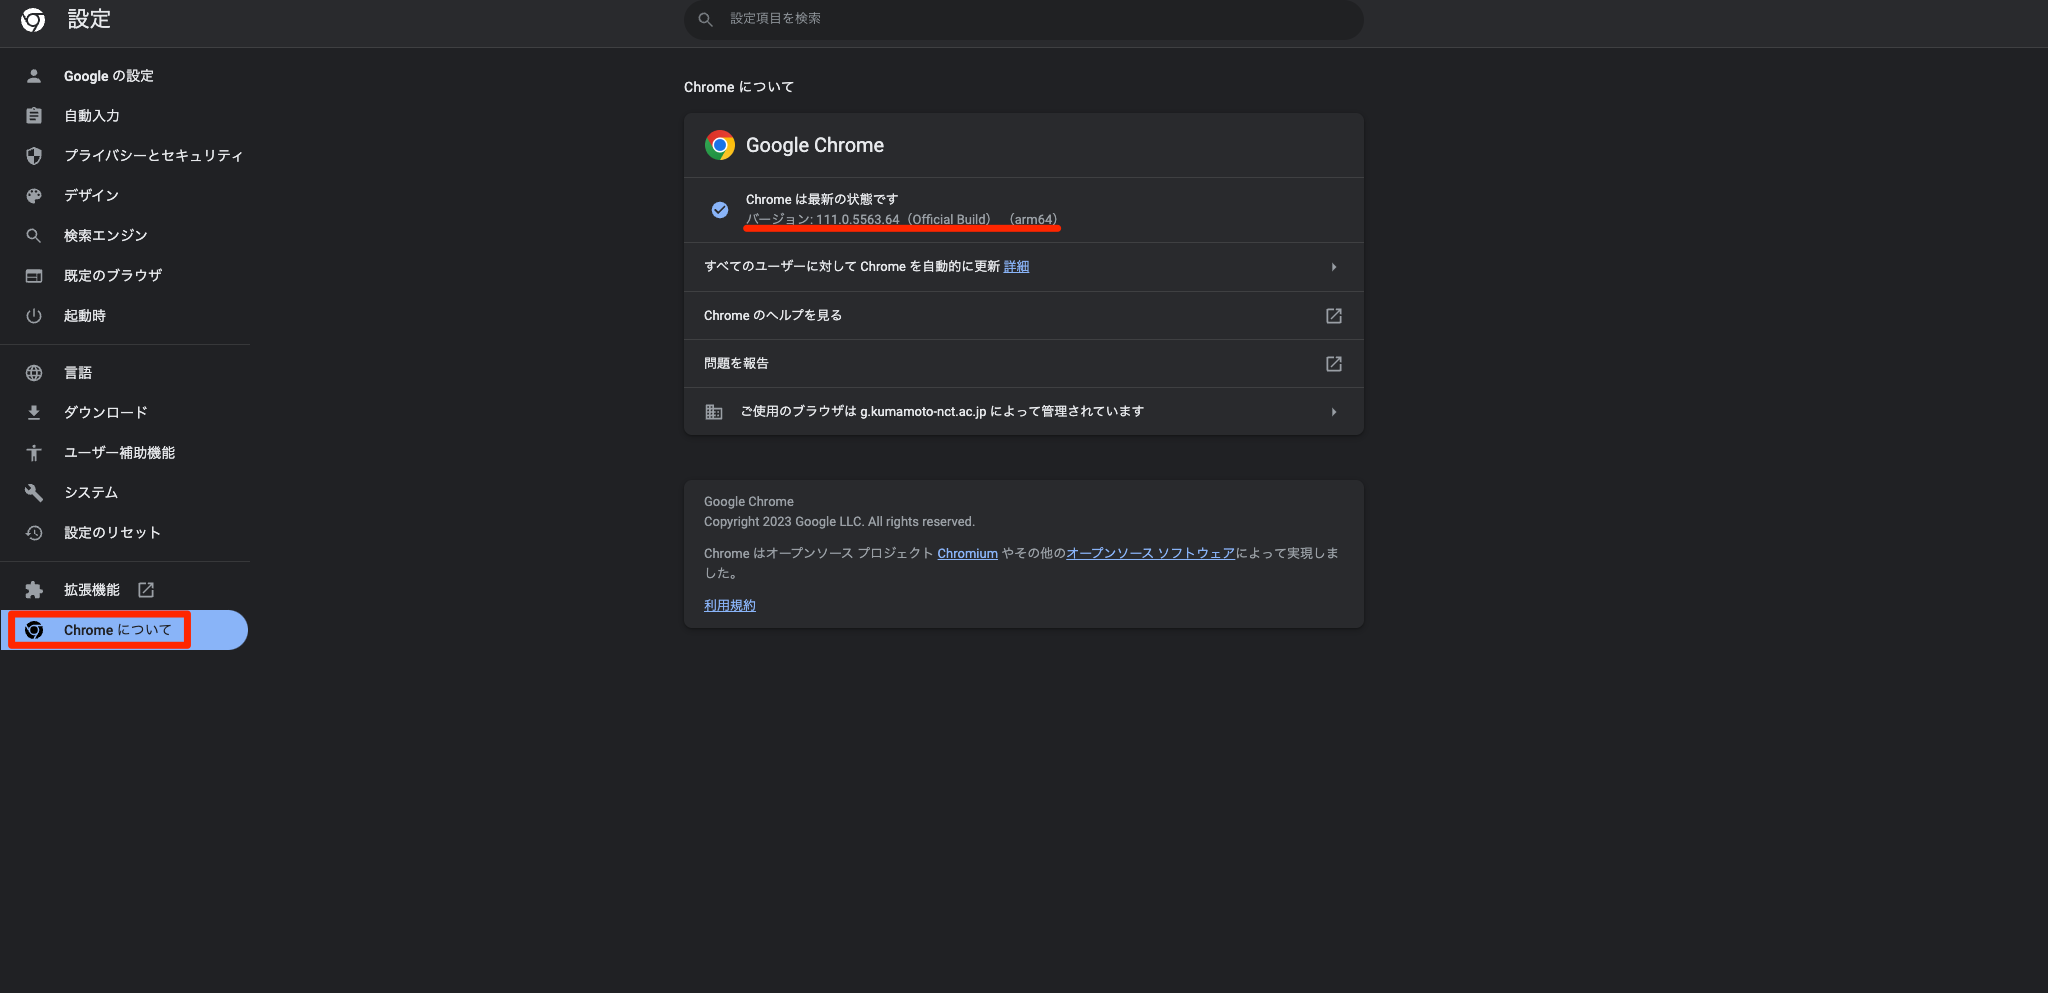 設定
設定項目を検索
Google の設定
自動入力
プライバシーとセキュリティ
デザイン
検索エンジン
既定のブラウザ
起動時
言語
ダウンロード
ユーザー補助機能
システム
設定のリセット
拡張機能
Chrome について
Chrome について
Google Chrome
Chrome は最新の状態です
バージョン: 111.0.5563.64（Official Build） （arm64）
すべてのユーザーに対して Chrome を自動的に更新 詳細
Chrome のヘルプを見る
問題を報告
ご使用のブラウザは g.kumamoto-nct.ac.jp によって管理されています
Google Chrome
Copyright 2023 Google LLC. All rights reserved.
Chrome はオープンソース プロジェクト Chromium やその他のオープンソース ソフトウェアによって実現しま
した。
利用規約